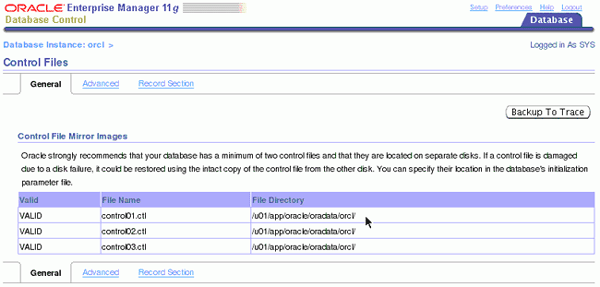 ORACLE Enterprise Manager 11g
Database Control
Setup Preferences Help Logout
Database
Database Instance: orcl >
Logged in As SYS
Control Files
General Advanced Record Section
Backup To Trace
Control File Mirror Images
Oracle strongly recommends that your database has a minimum of two control files and that they are located on separate disks. If a control file is damaged
due to a disk failure, it could be restored using the intact copy of the control file from the other disk. You can specify their location in the database's initialization
parameter file.
Valid File Name File Directory
VALID control01.ctl /u01/app/oracle/oradata/orcl/
VALID control02.ctl /u01/app/oracle/oradata/orcl/
VALID control03.ctl /u01/app/oracle/oradata/orcl/
General Advanced Record Section